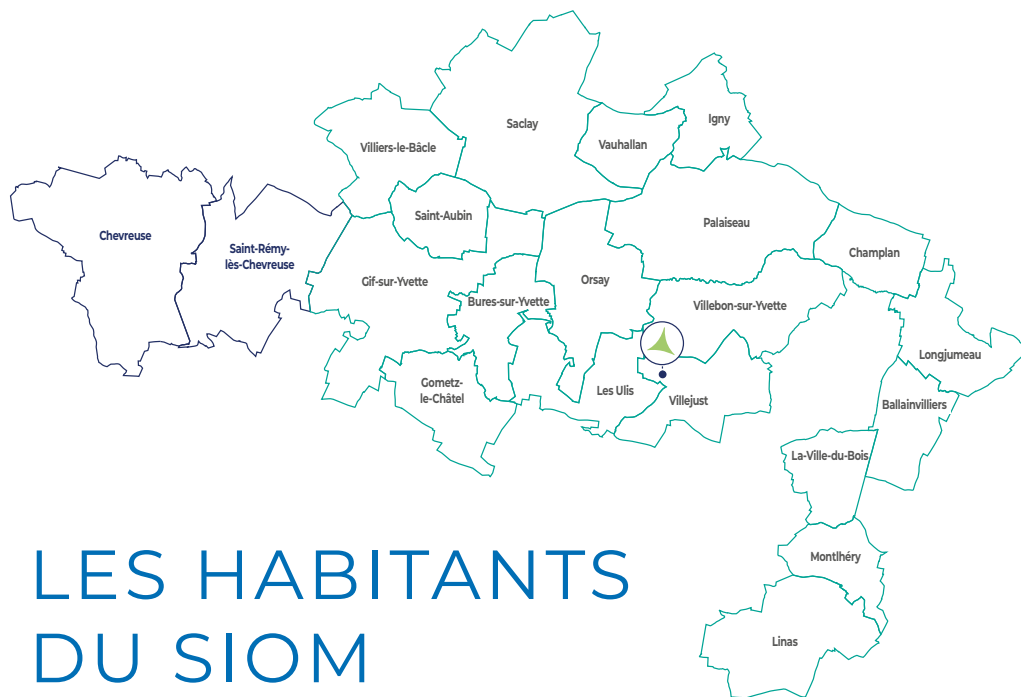 Saclay
Igny
Vauhallan
Villiers-le-Bâcle
Saint-Aubin
Palaiseau
Chevreuse
Saint-Rémy-
lès-Chevreuse
Champlan
Gif-sur-Yvette
Orsay
Bures-sur-Yvette
Villebon-sur-Yvette
Longjumeau
Gometz-
le-Châtel
Les Ulis
Villejust
Ballainvilliers
La-Ville-du-Bois
Montlhéry
Linas
LES HABITANTS
DU SIOM